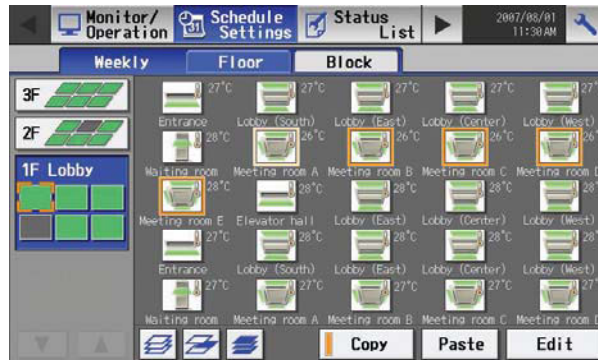 Monitor/ Operation
Schedule Settings
Status List
2007/08/01
11:30 AM
Weekly Floor Block
3F
2F
1F Lobby
27°C 27°C 27°C 27°C 27°
Entrance Lobby (South) Lobby (East) Lobby (Center) Lobby (West)
28°C 26°C 26°C 26°C 26°
Waiting room Meeting room A Meeting room B Meeting room C Meeting room D
28°C 28°C 28°C 28°C 28°
Meeting room E Elevator hall Lobby (East) Lobby (Center) Lobby (West)
27°C 28°C 28°C 28°C 28°
Entrance Lobby (South) Lobby (East) Lobby (Center) Lobby (West)
27°C 27°C 27°C 27°C 27°
Waiting room Meeting room A Meeting room B Meeting room C Meeting room D
Copy Paste Edit